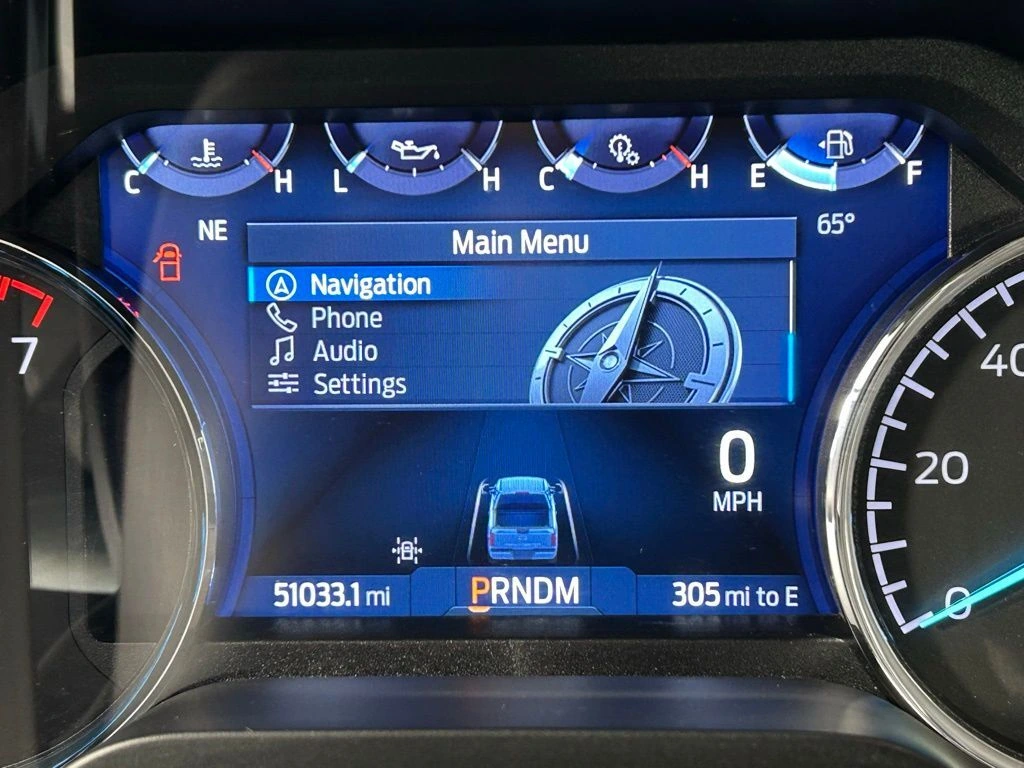 C H L H C H E F
NE
65°
Main Menu
Navigation
Phone
Audio
Settings
7
40
20
0
0
MPH
51033.1 mi
PRNDM
305 mi to E